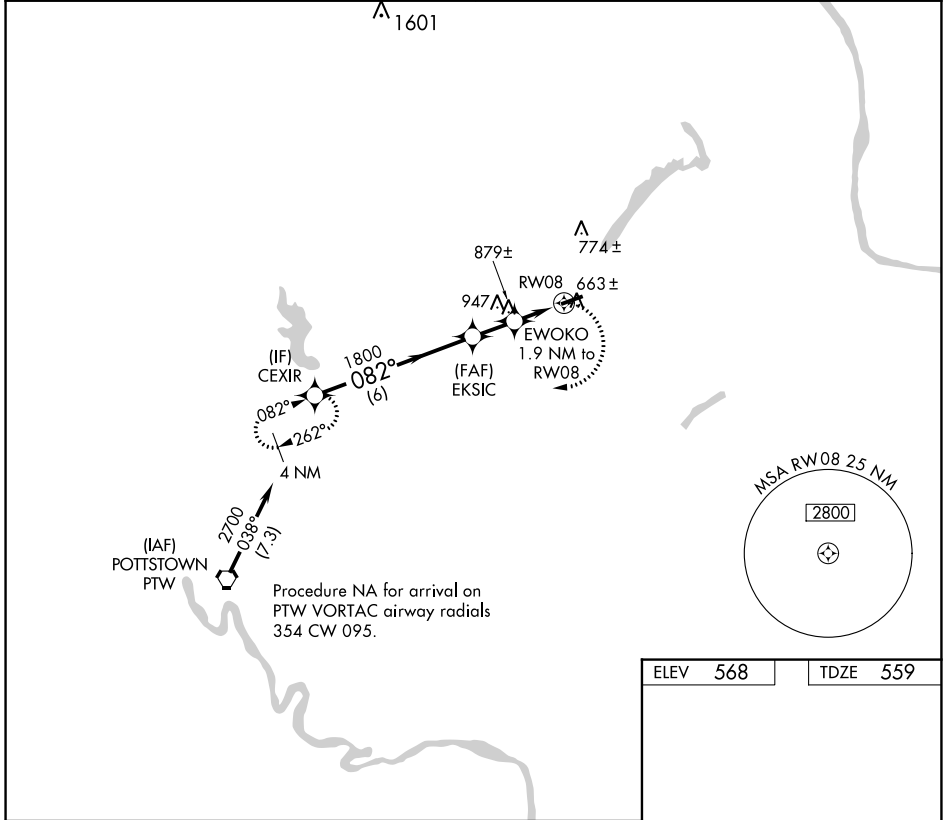 1601
774±
879±
RW08
663±
947
EWOKO
1.9 NM to
RW08
(IF)
CEXIR
1800
082°
(6)
(FAF)
EKSIC
082°
262°
4 NM
MSA RW08 25 NM
2800
2700
038°
(7.3)
(IAF)
POTTSTOWN
PTW
Procedure NA for arrival on
PTW VORTAC airway radials
354 CW 095.
ELEV 568
TDZE 559